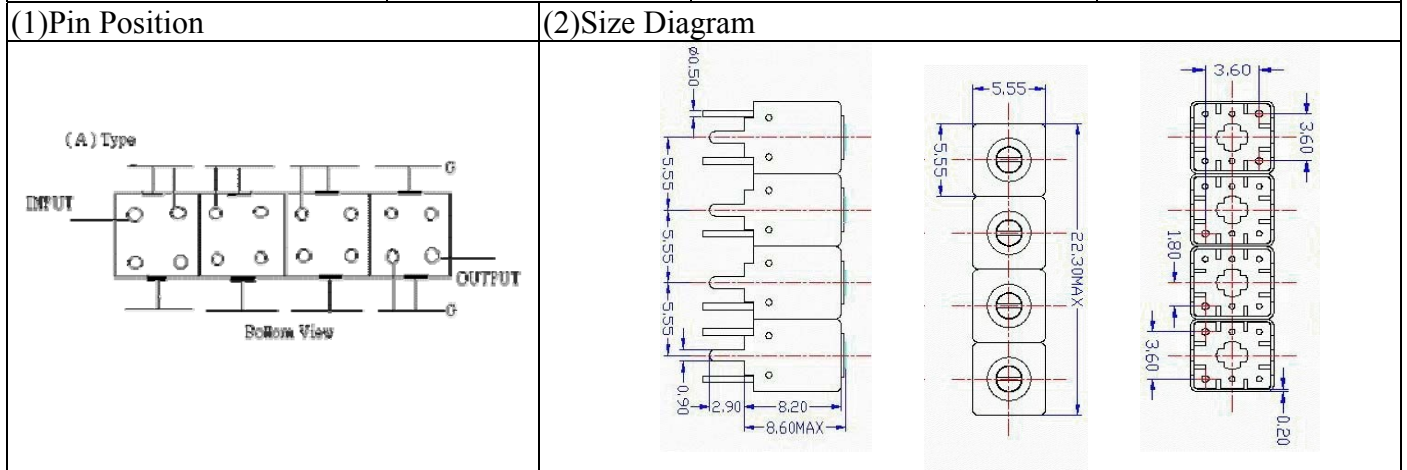 (1)Pin Position
(2)Size Diagram
(A) Type
G
INPUT
OUTPUT
G
Bottom View
ø0.50
5.55
5.55
5.55
0.90
2.90
8.20
8.60MAX
5.55
5.55
22.30MAX
3.60
3.60
1.80
3.60
0.20